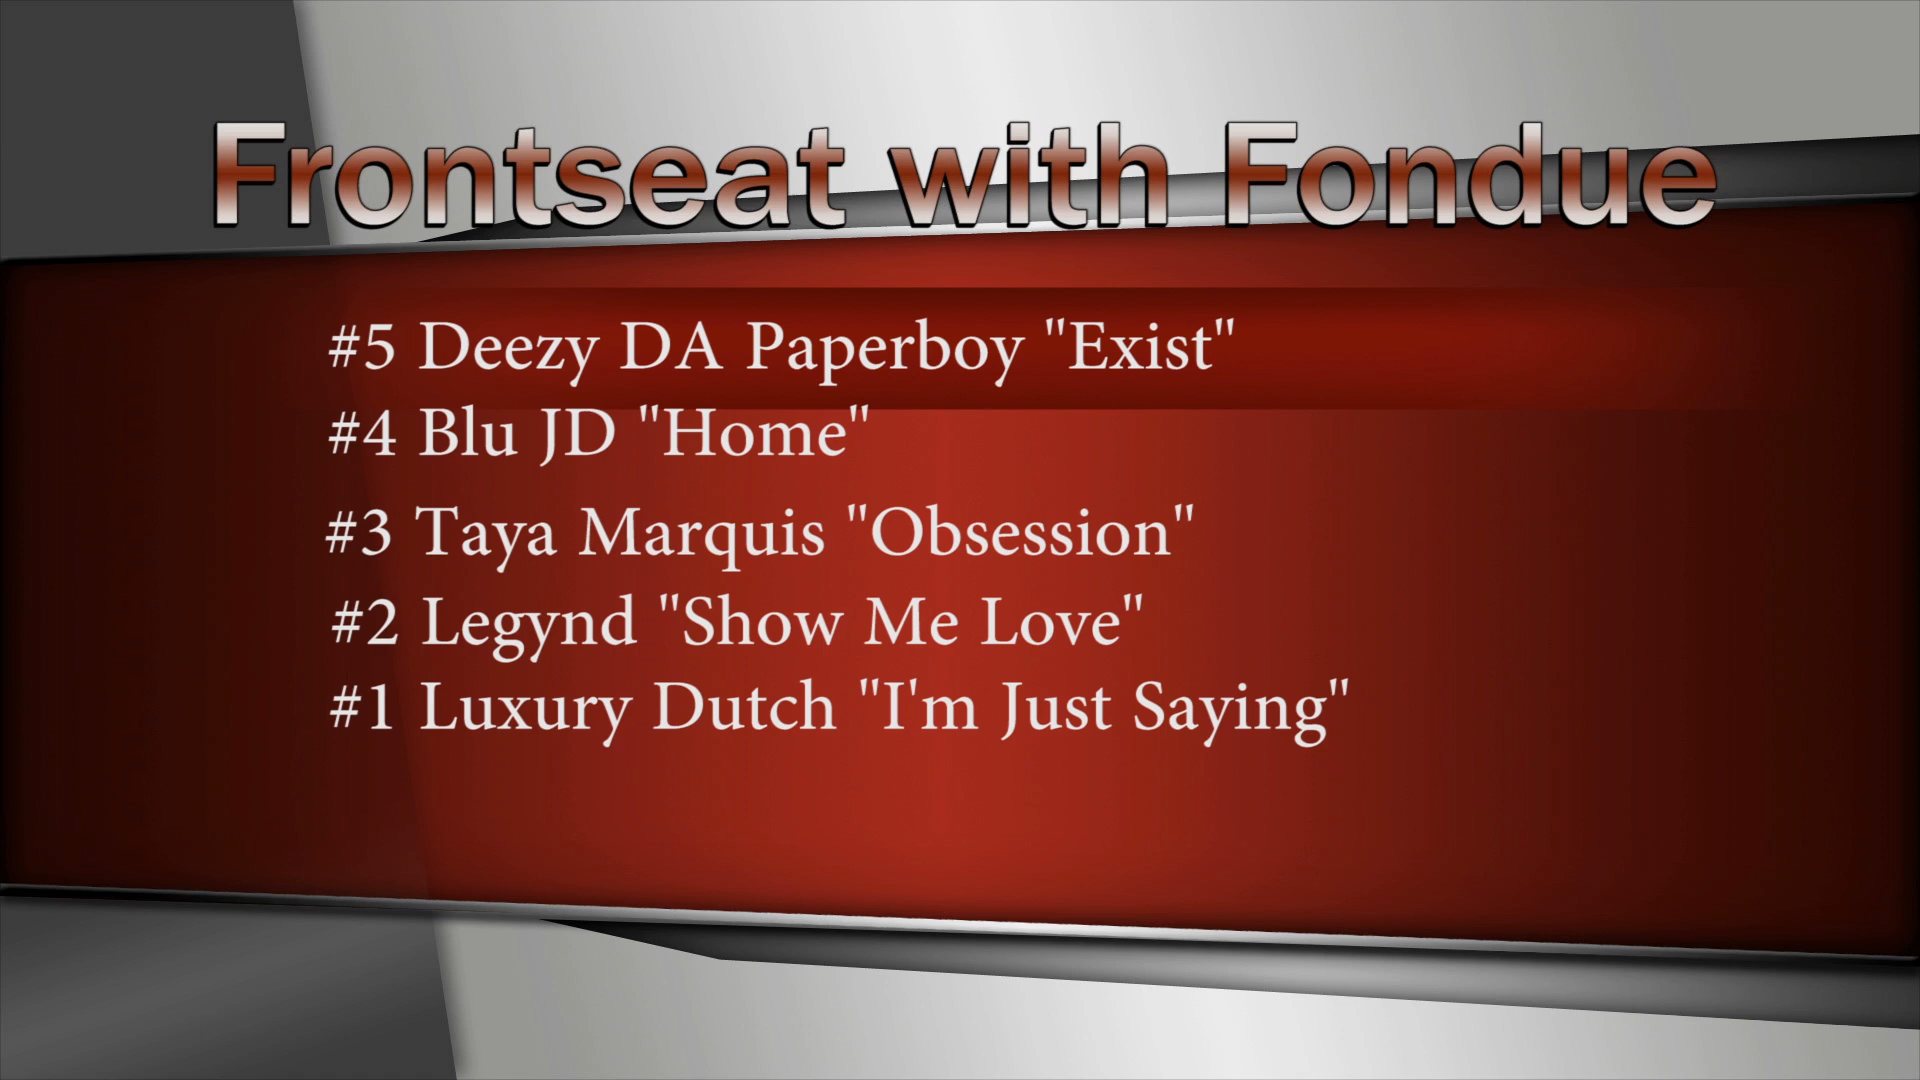 Frontseat with Fondue
#5 Deezy DA Paperboy "Exist"
#4 Blu JD "Home"
#3 Taya Marquis "Obsession"
#2 Legynd "Show Me Love"
#1 Luxury Dutch "I'm Just Saying"